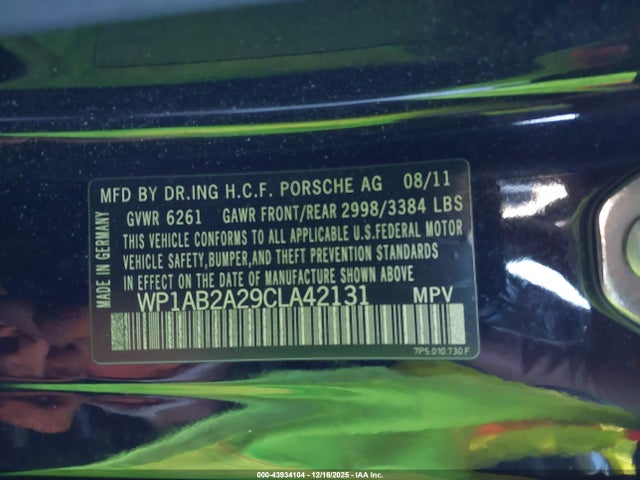 MFD BY DR.ING H.C.F. PORSCHE AG 08/11
GVWR 6261 GAWR FRONT/REAR 2998/3384 LBS
THIS VEHICLE CONFORMS TO ALL APPLICABLE U.S.FEDERAL MOTOR
VEHICLE SAFETY,BUMPER,AND THEFT PREVENTION STANDARDS
IN EFFECT ON THE DATE OF MANUFACTURE SHOWN ABOVE
WP1AB2A29CLA42131 MPV
MADE IN GERMANY
7P5.010.730.F
000-43934104 | 12/16/2025 | IAA Inc.